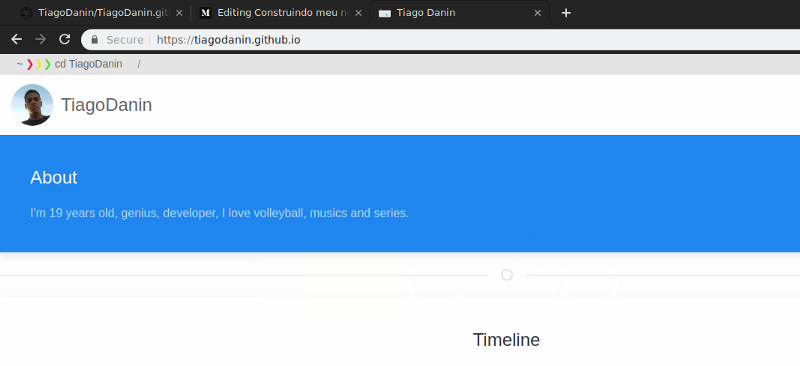 TiagoDanin/TiagoDanin.git
Editing Construindo meu n
Tiago Danin
Secure
https://tiagodanin.github.io
~ ❯❯❯ cd TiagoDanin /
TiagoDanin
About
I'm 19 years old, genius, developer, I love volleyball, musics and series.
Timeline